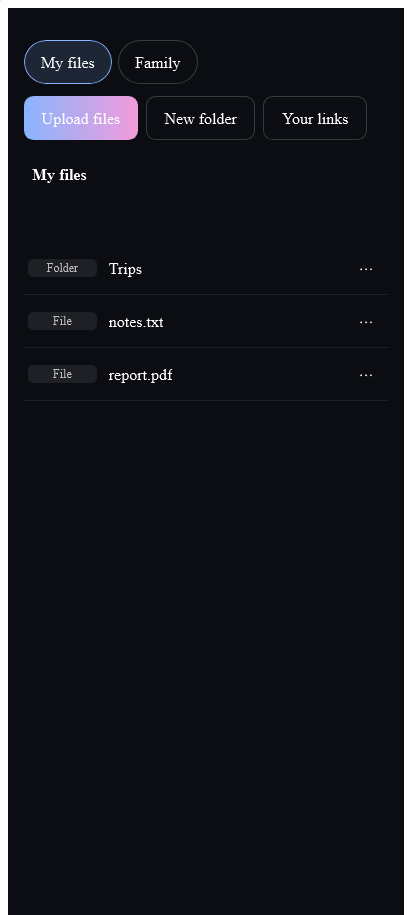 My files Family
Upload files New folder Your links
My files
Folder Trips ...
File notes.txt ...
File report.pdf ...